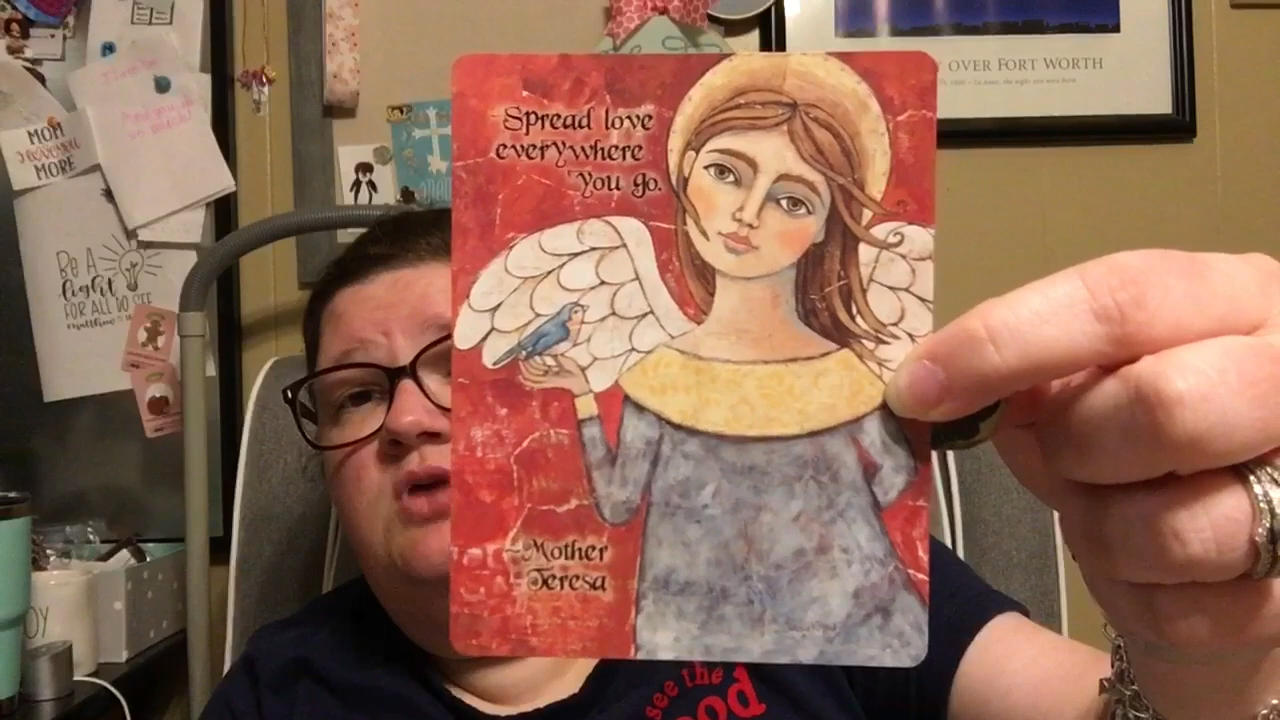 Spread love
everywhere
you go.
~Mother
Teresa
OVER FORT WORTH
MOM
MORE
BE A
light
FOR ALL TO SEE
see the